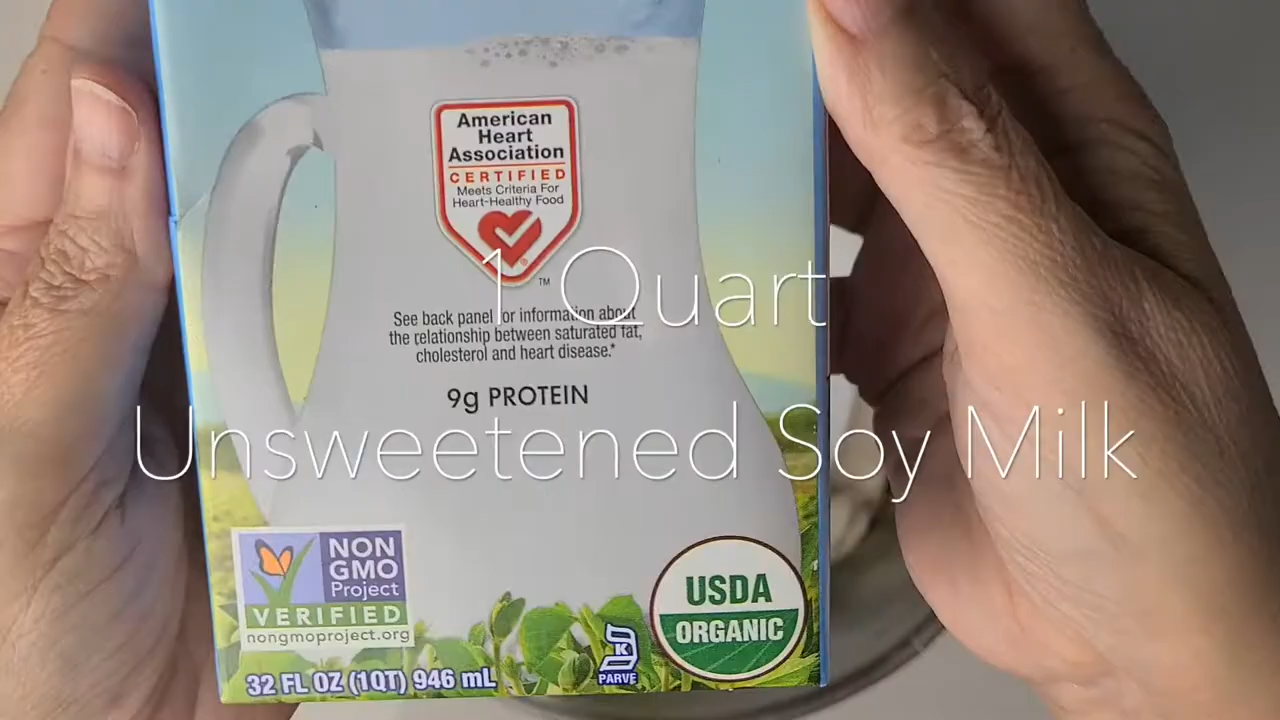 American
Heart
Association
CERTIFIED
Meets Criteria For
Heart-Healthy Food
®
TM
1 Quart
See back panel for information about
the relationship between saturated fat,
cholesterol and heart disease.*
9g PROTEIN
Unsweetened Soy Milk
NON
GMO
Project
VERIFIED
nongmoproject.org
USDA
ORGANIC
K
PARVE
32 FL OZ (1QT) 946 mL